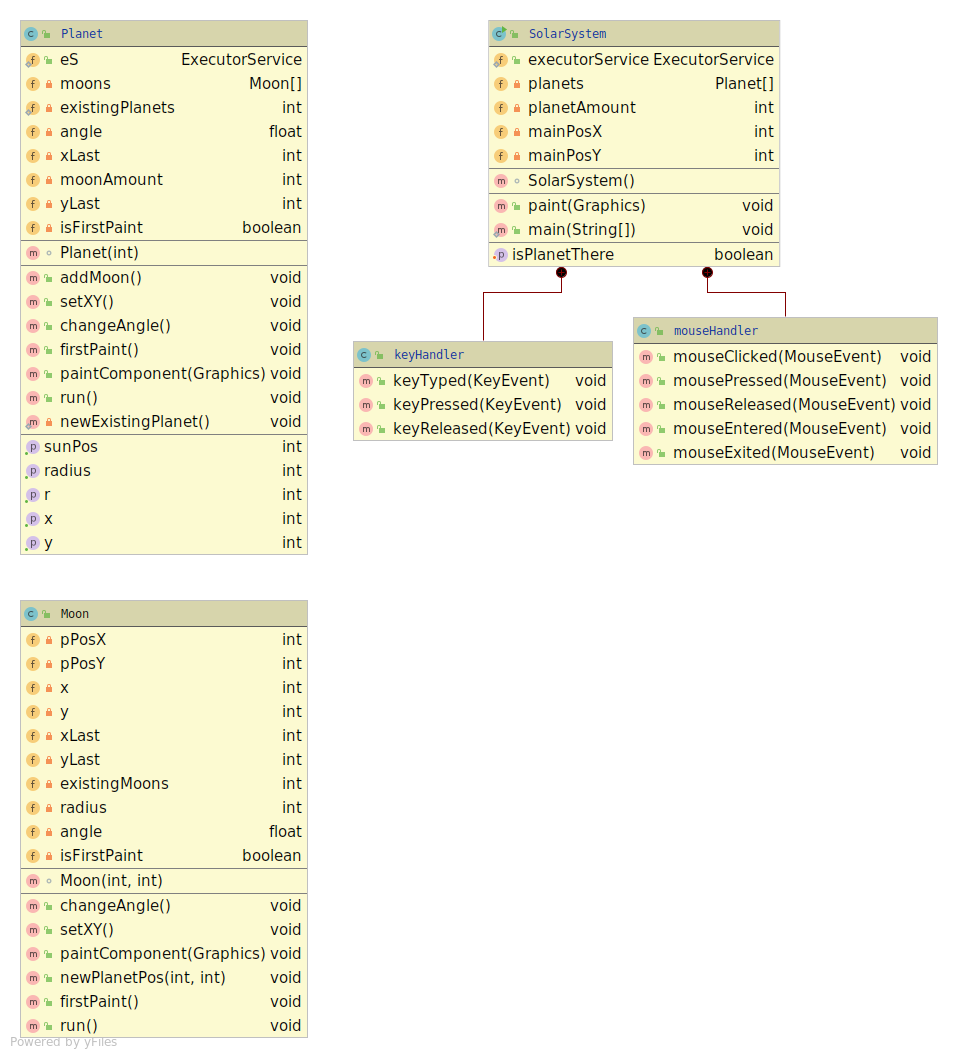 Planet
eS ExecutorService
moons Moon[]
existingPlanets int
angle float
xLast int
moonAmount int
yLast int
isFirstPaint boolean
Planet(int)
addMoon() void
setXY() void
changeAngle() void
firstPaint() void
paintComponent(Graphics) void
run() void
newExistingPlanet() void
sunPos int
radius int
r int
x int
y int
SolarSystem
executorService ExecutorService
planets Planet[]
planetAmount int
mainPosX int
mainPosY int
SolarSystem()
paint(Graphics) void
main(String[]) void
isPlanetThere boolean
keyHandler
keyTyped(KeyEvent) void
keyPressed(KeyEvent) void
keyReleased(KeyEvent) void
mouseHandler
mouseClicked(MouseEvent) void
mousePressed(MouseEvent) void
mouseReleased(MouseEvent) void
mouseEntered(MouseEvent) void
mouseExited(MouseEvent) void
Moon
pPosX int
pPosY int
x int
y int
xLast int
yLast int
existingMoons int
radius int
angle float
isFirstPaint boolean
Moon(int, int)
changeAngle() void
setXY() void
paintComponent(Graphics) void
newPlanetPos(int, int) void
firstPaint() void
run() void
Powered by yFiles